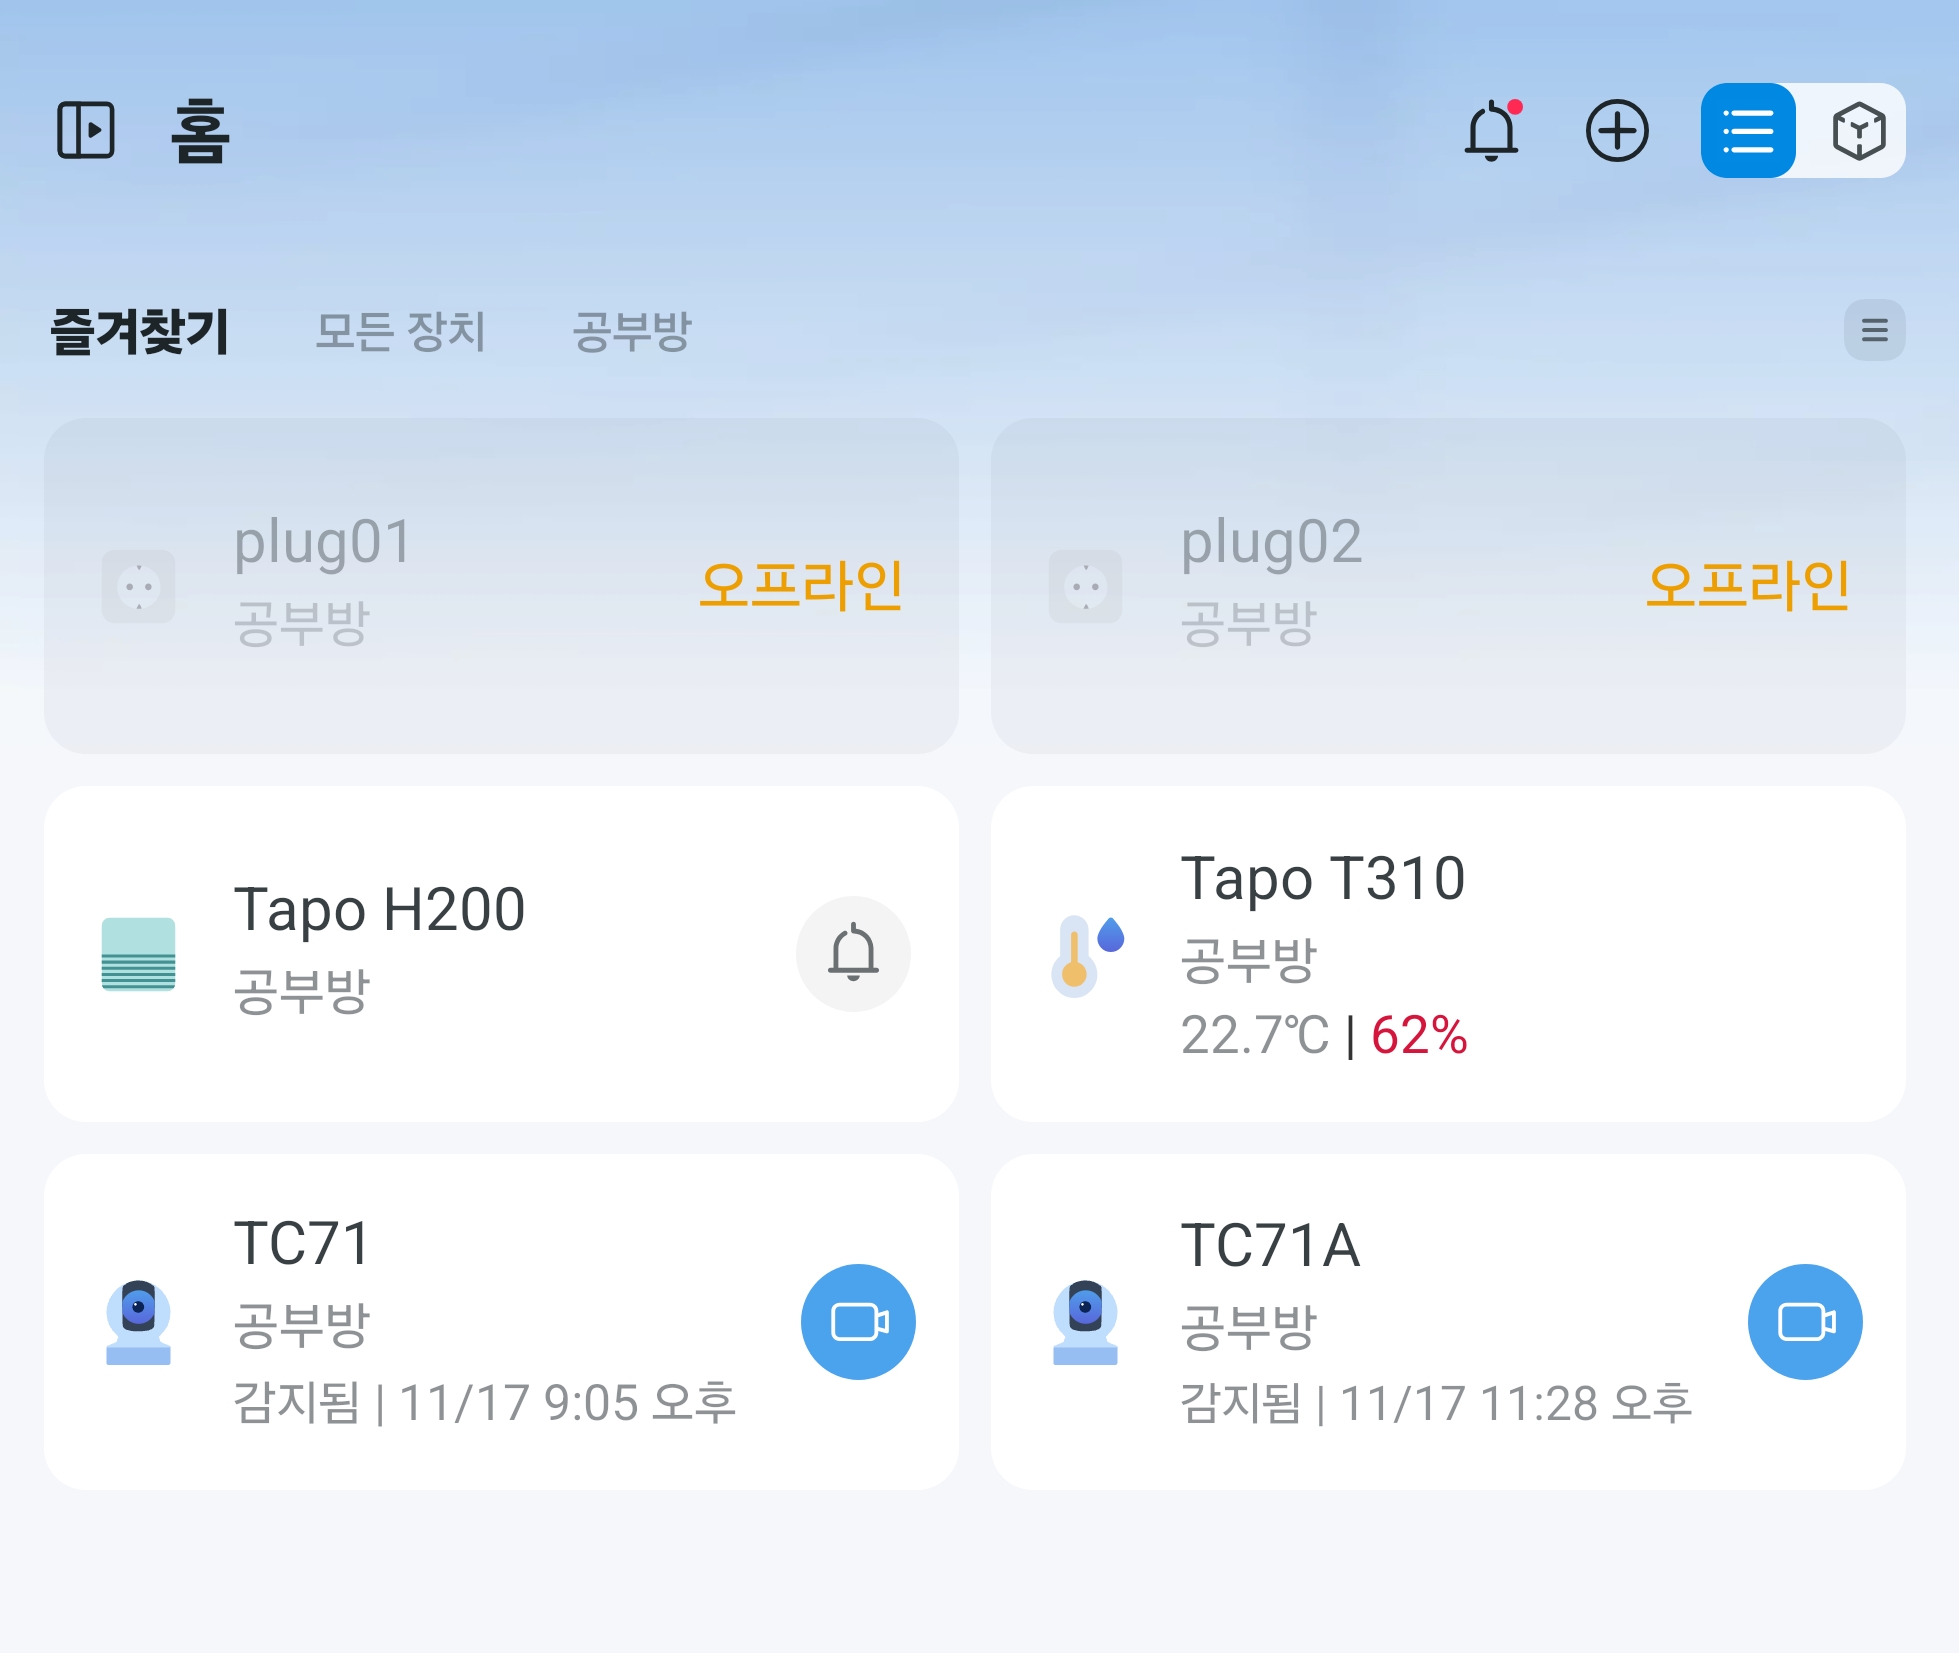 홈
즐겨찾기 모든 장치 공부방
plug01
공부방
오프라인
plug02
공부방
오프라인
Tapo H200
공부방
Tapo T310
공부방
22.7℃ | 62%
TC71
공부방
감지됨 | 11/17 9:05 오후
TC71A
공부방
감지됨 | 11/17 11:28 오후